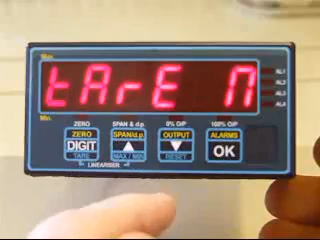 Max.
tArE n
AL1
AL2
AL3
AL4
Min.
ZERO SPAN & d.p. 0% O/P 100% O/P
ZERO SPAN/d.p. OUTPUT ALARMS
DIGIT ▲ ▼ OK
TARE MAX / MIN RESET
LINEARISER